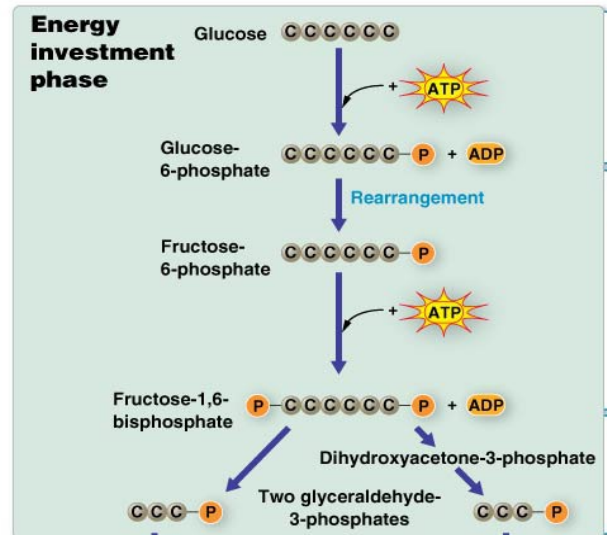 Energy
investment
phase
Glucose CCCCCC
+ ATP
Glucose-
6-phosphate
CCCCCC P + ADP
Rearrangement
Fructose-
6-phosphate
CCCCCC P
+ ATP
Fructose-1,6-
bisphosphate
P CCCCCC P + ADP
Dihydroxyacetone-3-phosphate
Two glyceraldehyde-
3-phosphates
CCC P
CCC P